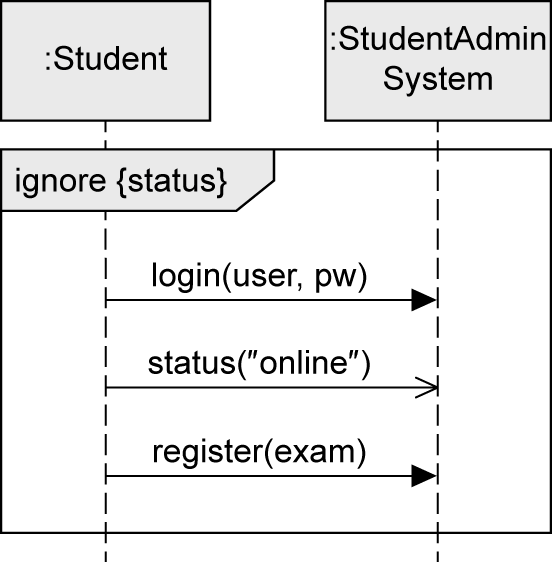 :Student
:StudentAdmin
System
ignore {status}
login(user, pw)
status("online")
register(exam)